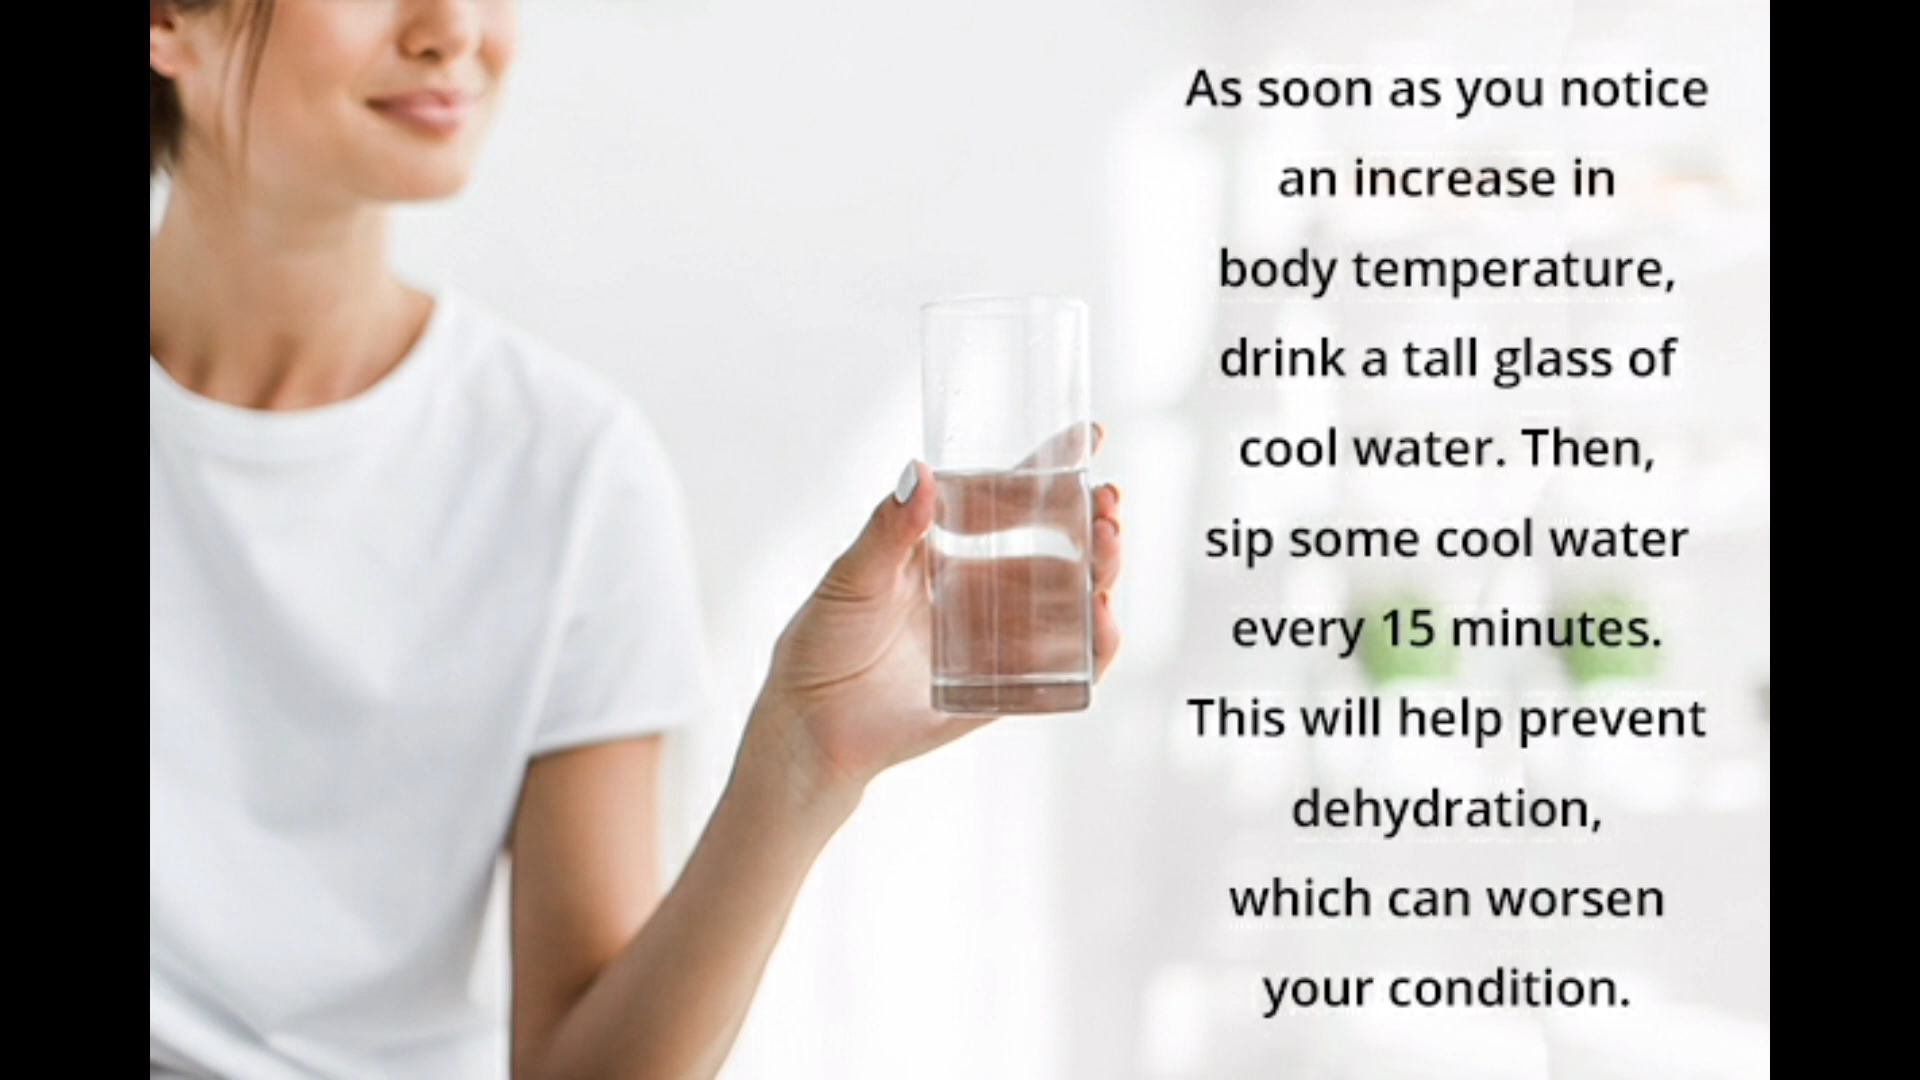 As soon as you notice
an increase in
body temperature,
drink a tall glass of
cool water. Then,
sip some cool water
every 15 minutes.
This will help prevent
dehydration,
which can worsen
your condition.